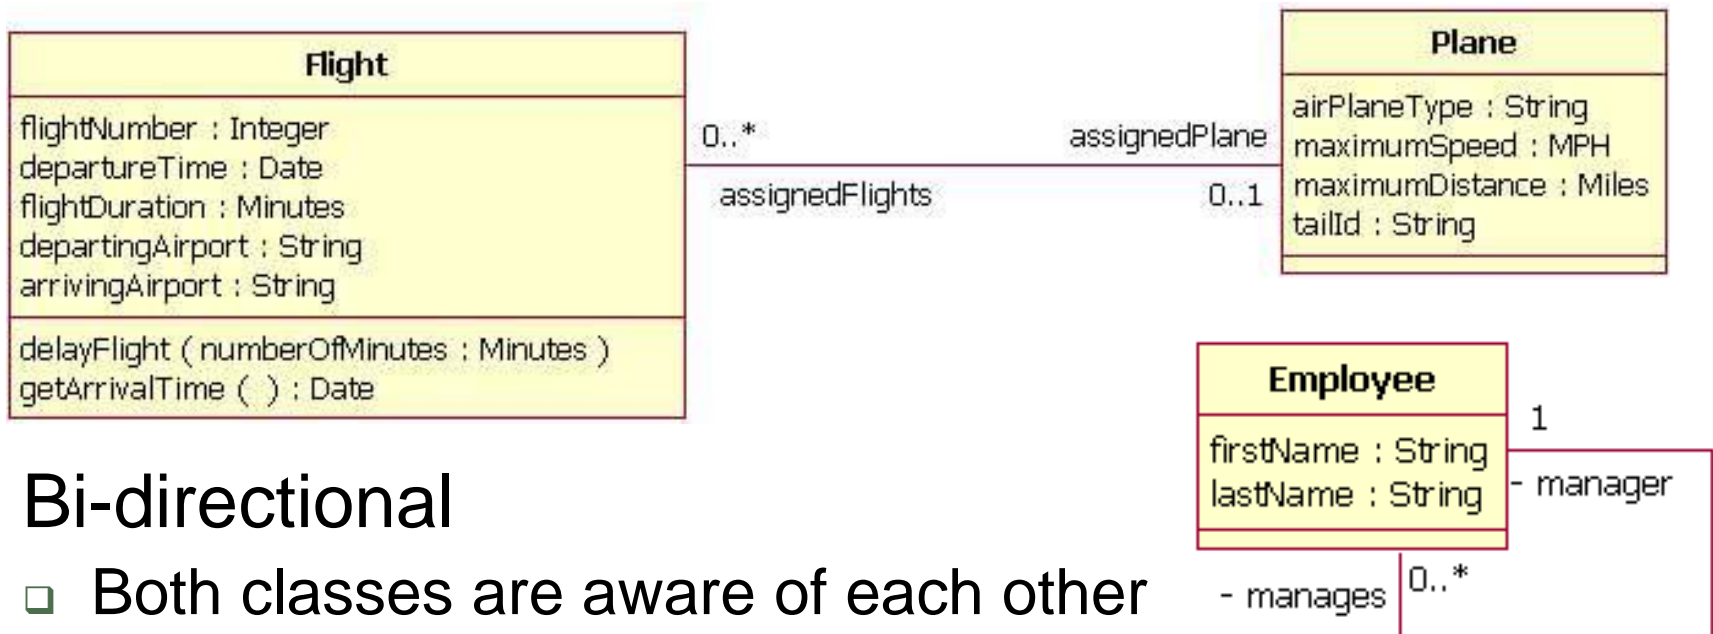 Flight
flightNumber : Integer
departureTime : Date
flightDuration : Minutes
departingAirport : String
arrivingAirport : String
delayFlight ( numberOfMinutes : Minutes )
getArrivalTime ( ) : Date
0..*
assignedFlights
assignedPlane
0..1
Plane
airPlaneType : String
maximumSpeed : MPH
maximumDistance : Miles
tailId : String
Employee
firstName : String
lastName : String
1
- manager
- manages
0..*
Bi-directional
Both classes are aware of each other